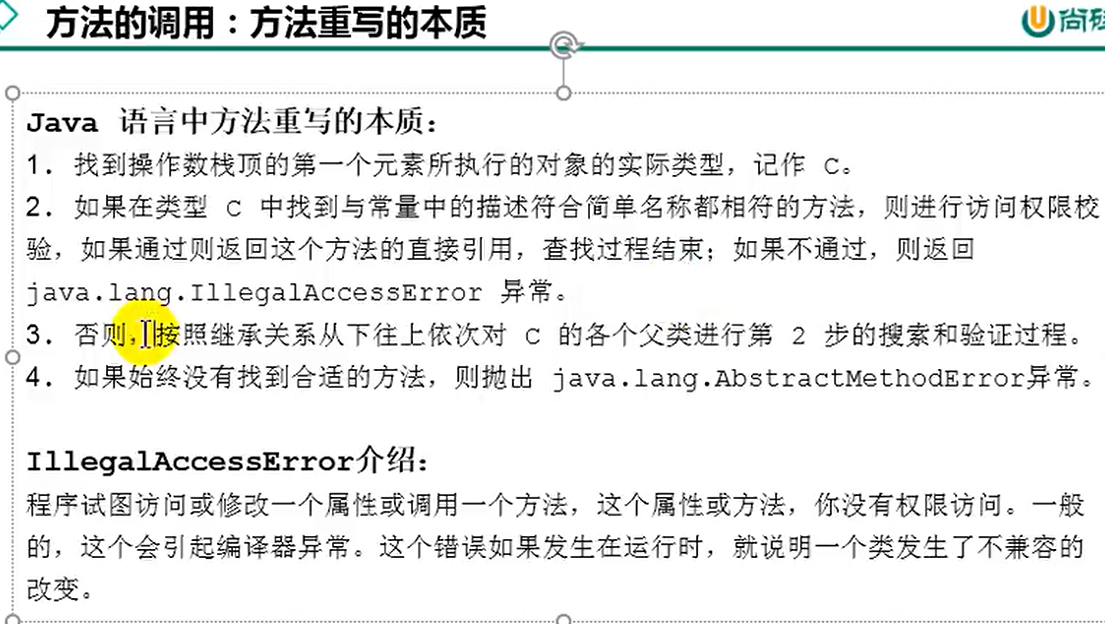 方法的调用：方法重写的本质
尚硅
Java 语言中方法重写的本质：
1. 找到操作数栈顶的第一个元素所执行的对象的实际类型，记作 C。
2. 如果在类型 C 中找到与常量中的描述符合简单名称都相符的方法，则进行访问权限校
验，如果通过则返回这个方法的直接引用，查找过程结束；如果不通过，则返回
java.lang.IllegalAccessError 异常。
3. 否则，按照继承关系从下往上依次对 C 的各个父类进行第 2 步的搜索和验证过程。
4. 如果始终没有找到合适的方法，则抛出 java.lang.AbstractMethodError异常。
IllegalAccessError介绍：
程序试图访问或修改一个属性或调用一个方法，这个属性或方法，你没有权限访问。一般
的，这个会引起编译器异常。这个错误如果发生在运行时，就说明一个类发生了不兼容的
改变。